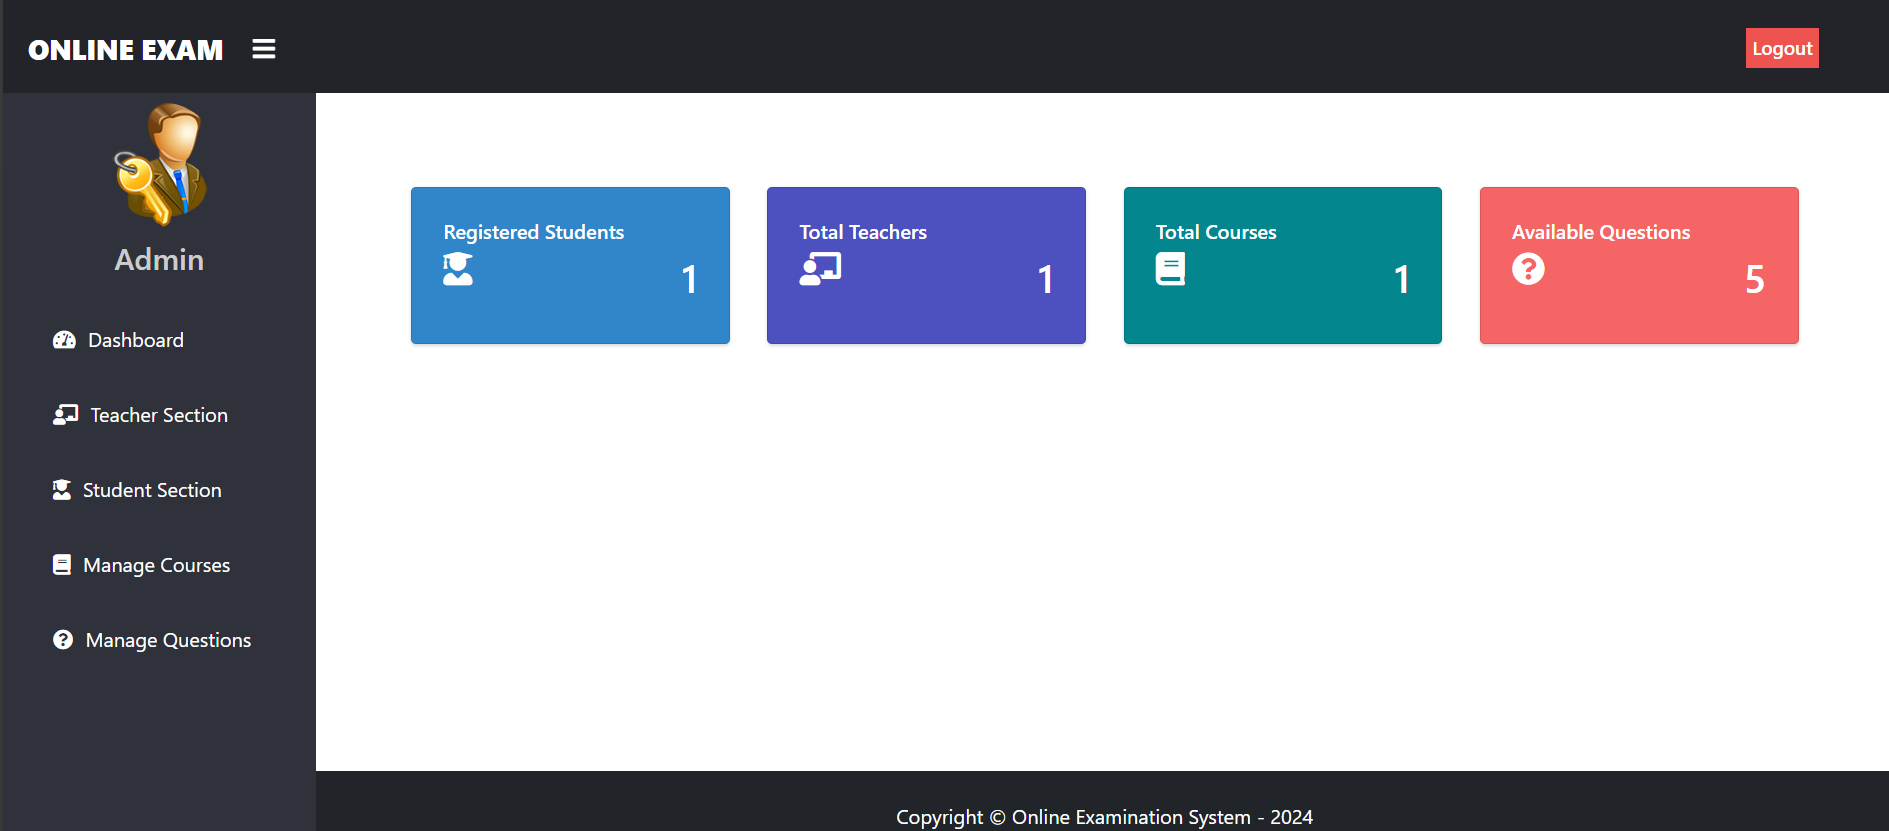 ONLINE EXAM
Logout
Admin
Dashboard
Teacher Section
Student Section
Manage Courses
Manage Questions
Registered Students
1
Total Teachers
1
Total Courses
1
Available Questions
5
Copyright © Online Examination System - 2024